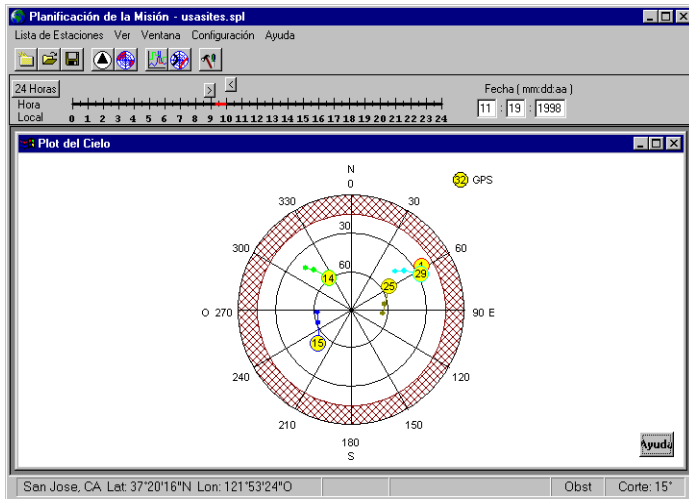 Planificación de la Misión - usasites.spl
Lista de Estaciones Ver Ventana Configuración Ayuda
24 Horas
> <
Fecha ( mm:dd:aa )
Hora
Local
0 1 2 3 4 5 6 7 8 9 10 11 12 13 14 15 16 17 18 19 20 21 22 23 24
11 : 19 : 1998
Plot del Cielo
N
0
32 GPS
330 30
30
300 60
60
14 1
29
25
O 270 90 E
15
240 120
210 150
180
S
Ayuda
San Jose, CA Lat: 37°20'16"N Lon: 121°53'24"O Obst Corte: 15°